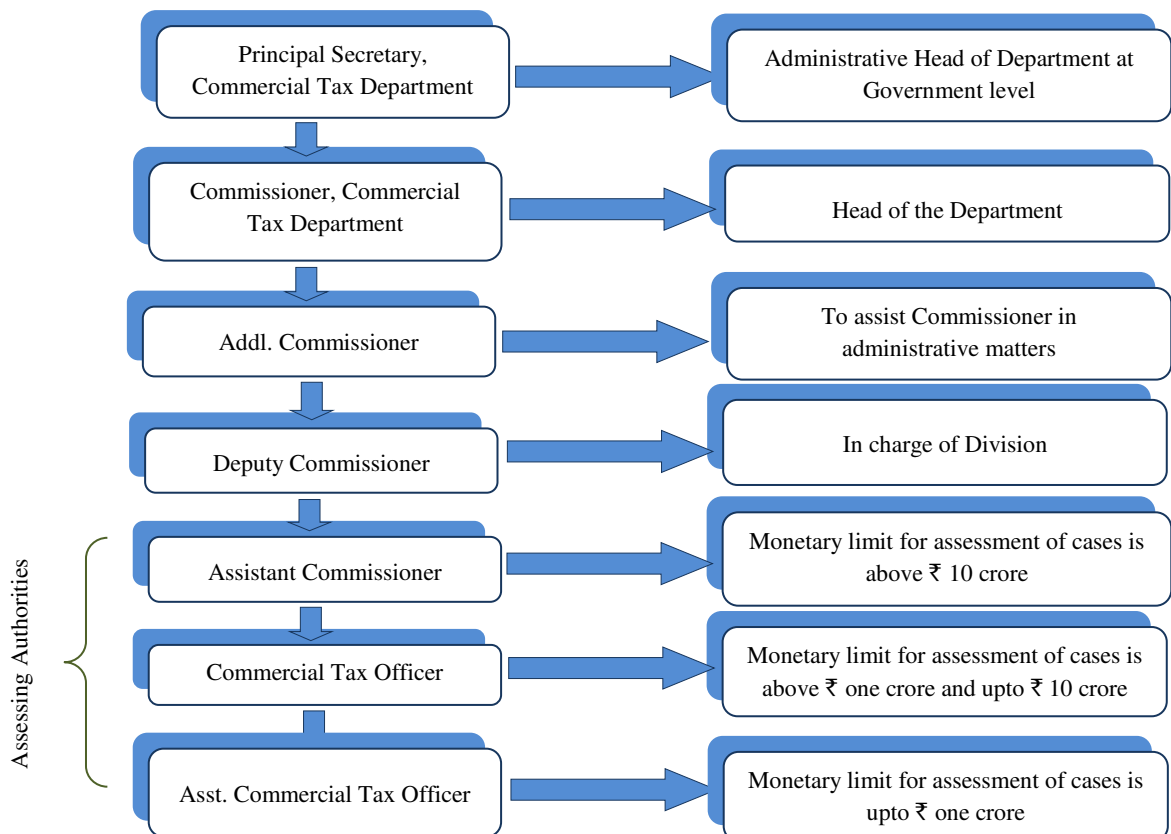 Principal Secretary,
Commercial Tax Department
Administrative Head of Department at
Government level
Commissioner, Commercial
Tax Department
Head of the Department
Addl. Commissioner
To assist Commissioner in
administrative matters
Deputy Commissioner
In charge of Division
Assessing Authorities
Assistant Commissioner
Monetary limit for assessment of cases is
above ₹ 10 crore
Commercial Tax Officer
Monetary limit for assessment of cases is
above ₹ one crore and upto ₹ 10 crore
Asst. Commercial Tax Officer
Monetary limit for assessment of cases is
upto ₹ one crore